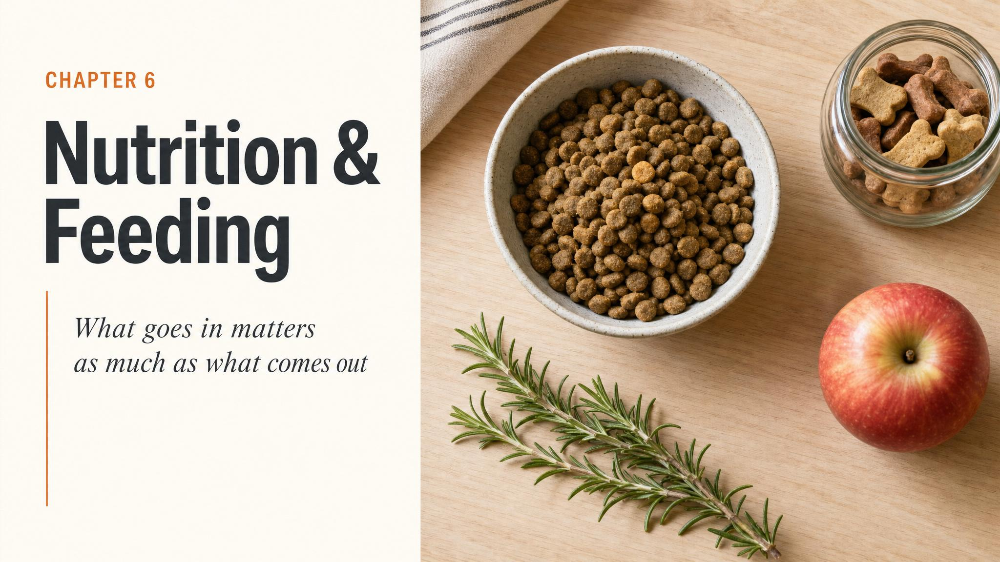 CHAPTER 6
Nutrition &
Feeding
What goes in matters
as much as what comes out